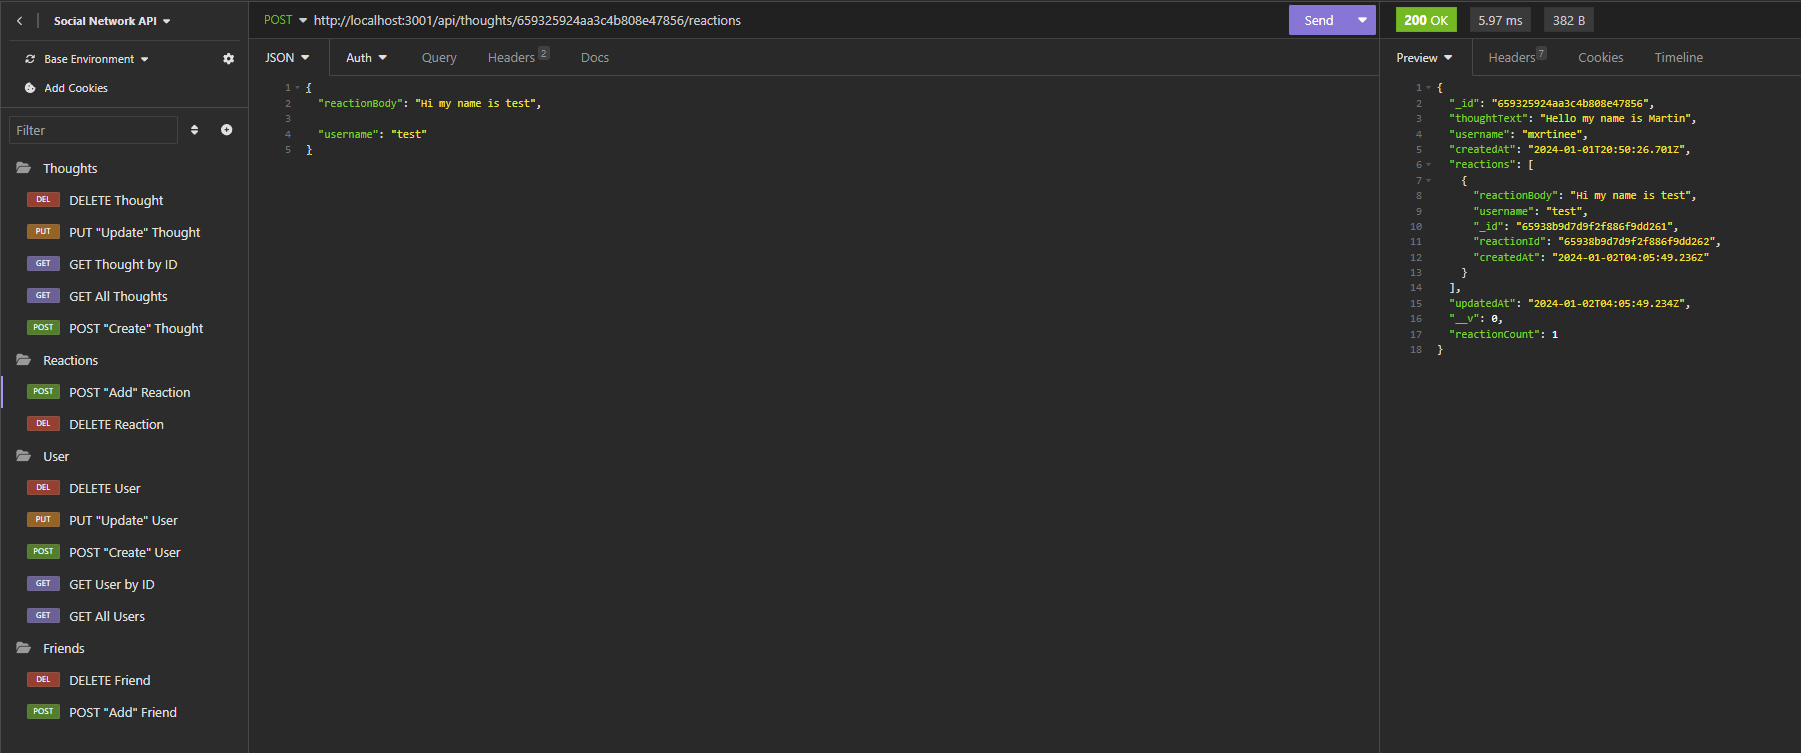 Social Network API
Base Environment
Add Cookies
Filter
Thoughts
DEL DELETE Thought
PUT PUT "Update" Thought
GET GET Thought by ID
GET GET All Thoughts
POST POST "Create" Thought
Reactions
POST POST "Add" Reaction
DEL DELETE Reaction
User
DEL DELETE User
PUT PUT "Update" User
POST POST "Create" User
GET GET User by ID
GET GET All Users
Friends
DEL DELETE Friend
POST POST "Add" Friend
POST http://localhost:3001/api/thoughts/659325924aa3c4b808e47856/reactions Send
JSON Auth Query Headers 2 Docs
1 {
2 "reactionBody": "Hi my name is test",
3
4 "username": "test"
5 }
200 OK 5.97 ms 382 B
Preview Headers 7 Cookies Timeline
1 {
2 "_id": "659325924aa3c4b808e47856",
3 "thoughtText": "Hello my name is Martin",
4 "username": "mxrtinee",
5 "createdAt": "2024-01-01T20:50:26.701Z",
6 "reactions": [
7 {
8 "reactionBody": "Hi my name is test",
9 "username": "test",
10 "_id": "65938b9d7d9f2f886f9dd261",
11 "reactionId": "65938b9d7d9f2f886f9dd262",
12 "createdAt": "2024-01-02T04:05:49.236Z"
13 }
14 ],
15 "updatedAt": "2024-01-02T04:05:49.234Z",
16 "__v": 0,
17 "reactionCount": 1
18 }